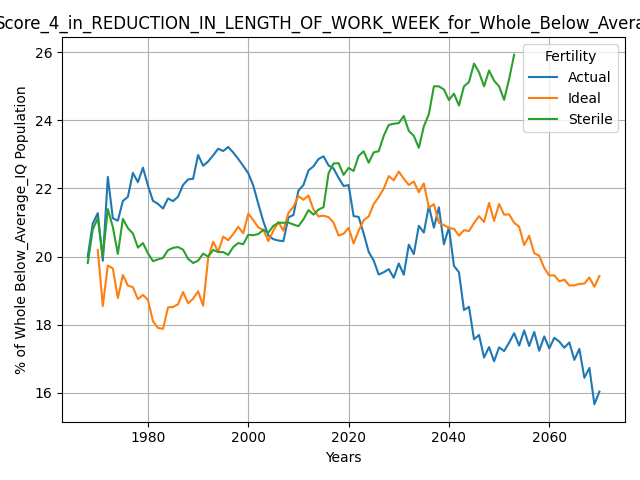 Score_4_in_REDUCTION_IN_LENGTH_OF_WORK_WEEK_for_Whole_Below_Avera
% of Whole Below_Average_IQ Population
26
24
22
20
18
16
Fertility
Actual
Ideal
Sterile
1980
2000
2020
2040
2060
Years